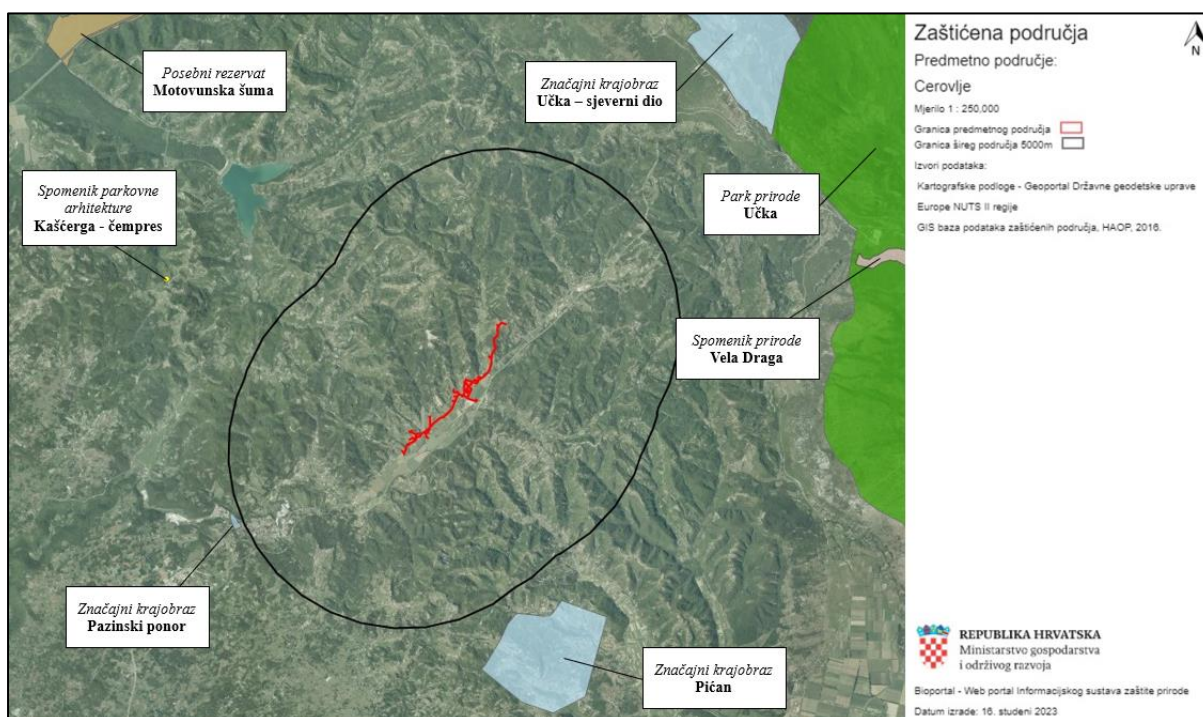 Posebni rezervat
Motovunska šuma
Značajni krajobraz
Učka – sjeverni dio
Spomenik parkovne
arhitekture
Kašćerga - čempres
Park prirode
Učka
Spomenik prirode
Vela Draga
Značajni krajobraz
Pazinski ponor
Značajni krajobraz
Pićan
Zaštićena područja
N
Predmetno područje:
Cerovlje
Mjerilo 1 : 250,000
Granica predmetnog područja
Granica šireg područja 5000m
Izvori podataka:
Kartografske podloge - Geoportal Državne geodetske uprave
Europe NUTS II regije
GIS baza podataka zaštićenih područja, HAOP, 2016.
REPUBLIKA HRVATSKA
Ministarstvo gospodarstva
i održivog razvoja
Bioportal - Web portal Informacijskog sustava zaštite prirode
Datum izrade: 16. studeni 2023